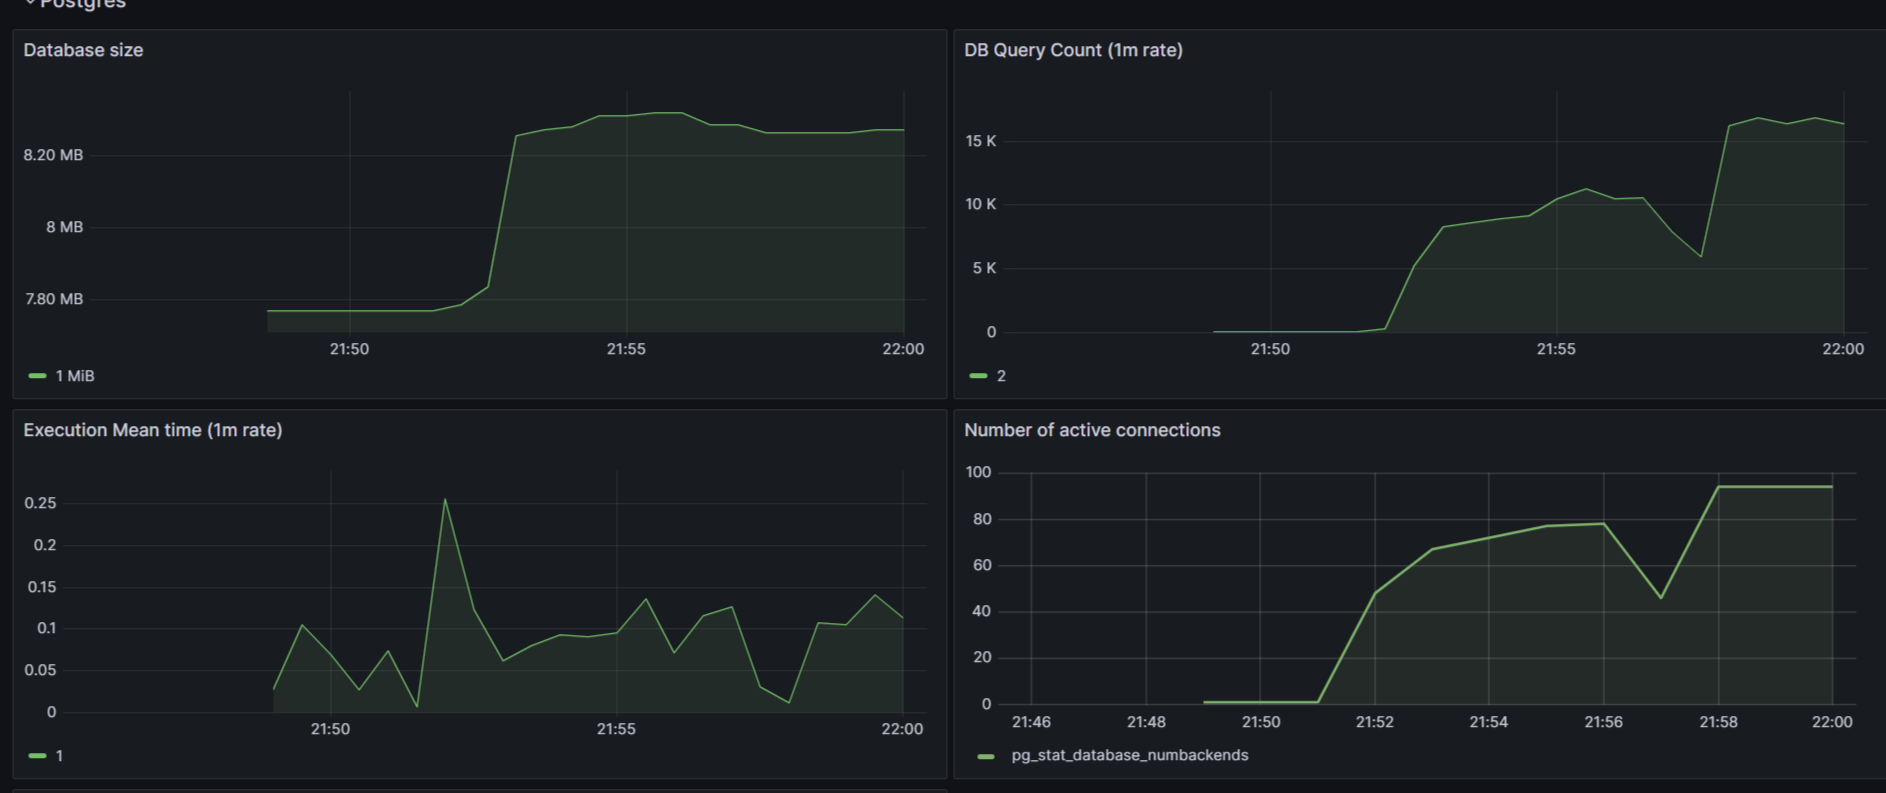 Postgres
Database size
8.20 MB
8 MB
7.80 MB
21:50 21:55 22:00
1 MiB
DB Query Count (1m rate)
15 K
10 K
5 K
0
21:50 21:55 22:00
2
Execution Mean time (1m rate)
0.25
0.2
0.15
0.1
0.05
0
21:50 21:55 22:00
1
Number of active connections
100
80
60
40
20
0
21:46 21:48 21:50 21:52 21:54 21:56 21:58 22:00
pg_stat_database_numbackends